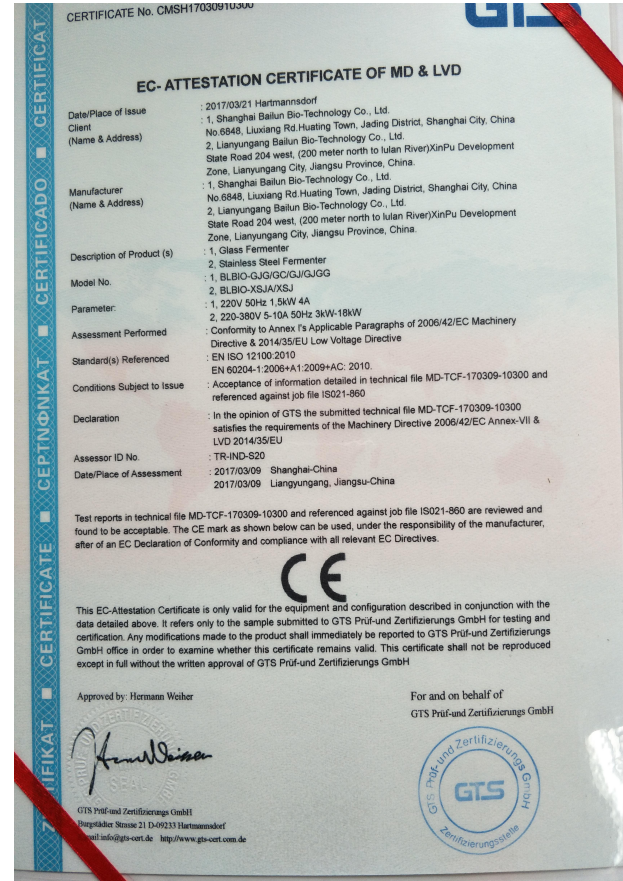 CERTIFICATE No. CMSH17030910300
GTS
EC- ATTESTATION CERTIFICATE OF MD & LVD
Date/Place of Issue : 2017/03/21 Hartmannsdorf
Client : 1, Shanghai Bailun Bio-Technology Co., Ltd.
(Name & Address) No.6848, Liuxiang Rd.Huating Town, Jading District, Shanghai City, China
2, Lianyungang Bailun Bio-Technology Co., Ltd.
State Road 204 west, (200 meter north to lulan River)XinPu Development
Zone, Lianyungang City, Jiangsu Province, China.
Manufacturer : 1, Shanghai Bailun Bio-Technology Co., Ltd.
(Name & Address) No.6848, Liuxiang Rd.Huating Town, Jading District, Shanghai City, China
2, Lianyungang Bailun Bio-Technology Co., Ltd.
State Road 204 west, (200 meter north to lulan River)XinPu Development
Zone, Lianyungang City, Jiangsu Province, China.
Description of Product (s) : 1, Glass Fermenter
2, Stainless Steel Fermenter
Model No. : 1, BLBIO-GJG/GC/GJ/GJGG
2, BLBIO-XSJA/XSJ
Parameter: : 1, 220V 50Hz 1,5kW 4A
2, 220-380V 5-10A 50Hz 3kW-18kW
Assessment Performed : Conformity to Annex I's Applicable Paragraphs of 2006/42/EC Machinery
Directive & 2014/35/EU Low Voltage Directive
Standard(s) Referenced : EN ISO 12100:2010
EN 60204-1:2006+A1:2009+AC: 2010.
Conditions Subject to Issue : Acceptance of information detailed in technical file MD-TCF-170309-10300 and
referenced against job file IS021-860
Declaration : In the opinion of GTS the submitted technical file MD-TCF-170309-10300
satisfies the requirements of the Machinery Directive 2006/42/EC Annex-VII &
LVD 2014/35/EU
Assessor ID No. : TR-IND-S20
Date/Place of Assessment : 2017/03/09 Shanghai-China
2017/03/09 Liangyungang, Jiangsu-China
Test reports in technical file MD-TCF-170309-10300 and referenced against job file IS021-860 are reviewed and
found to be acceptable. The CE mark as shown below can be used, under the responsibility of the manufacturer,
after of an EC Declaration of Conformity and compliance with all relevant EC Directives.
CE
This EC-Attestation Certificate is only valid for the equipment and configuration described in conjunction with the
data detailed above. It refers only to the sample submitted to GTS Prüf-und Zertifizierungs GmbH for testing and
certification. Any modifications made to the product shall immediately be reported to GTS Prüf-und Zertifizierungs
GmbH office in order to examine whether this certificate remains valid. This certificate shall not be reproduced
except in full without the written approval of GTS Prüf-und Zertifizierungs GmbH
Approved by: Hermann Weiher
For and on behalf of
GTS Prüf-und Zertifizierungs GmbH
GTS Prüf-und Zertifizierungs GmbH
GTS
Zertifizierungsstelle
GTS Prüf-und Zertifizierungs GmbH
Burgstädter Strasse 21 D-09233 Hartmannsdorf
mail:info@gts-cert.de http://www.gts-cert.com.de
ZERTIFIKAT CERTIFICATE СЕРТNФNКАТ CERTIFICADO CERTIFICAT